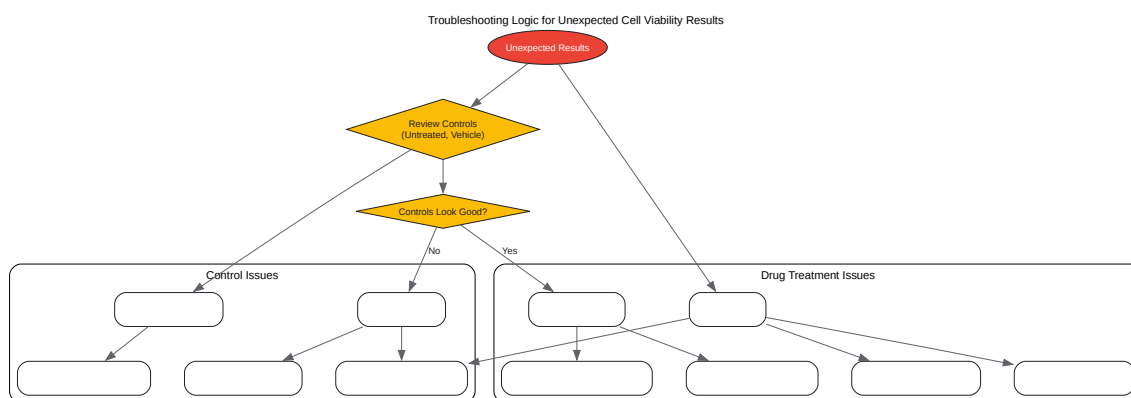 Troubleshooting Logic for Unexpected Cell Viability Results
Unexpected Results
Review Controls
(Untreated, Vehicle)
Controls Look Good?
No
Yes
Control Issues
Drug Treatment Issues